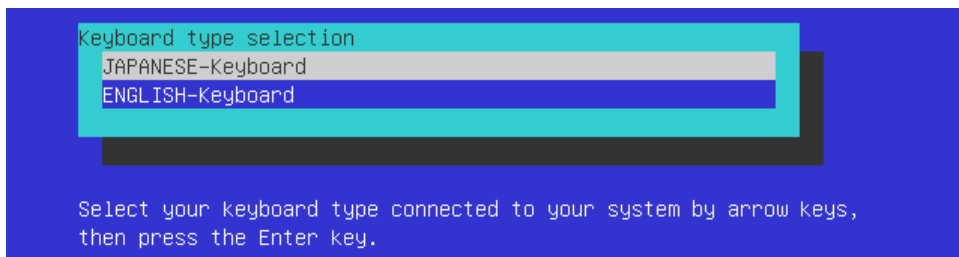 Keyboard type selection
JAPANESE-Keyboard
ENGLISH-Keyboard
Select your keyboard type connected to your system by arrow keys,
then press the Enter key.